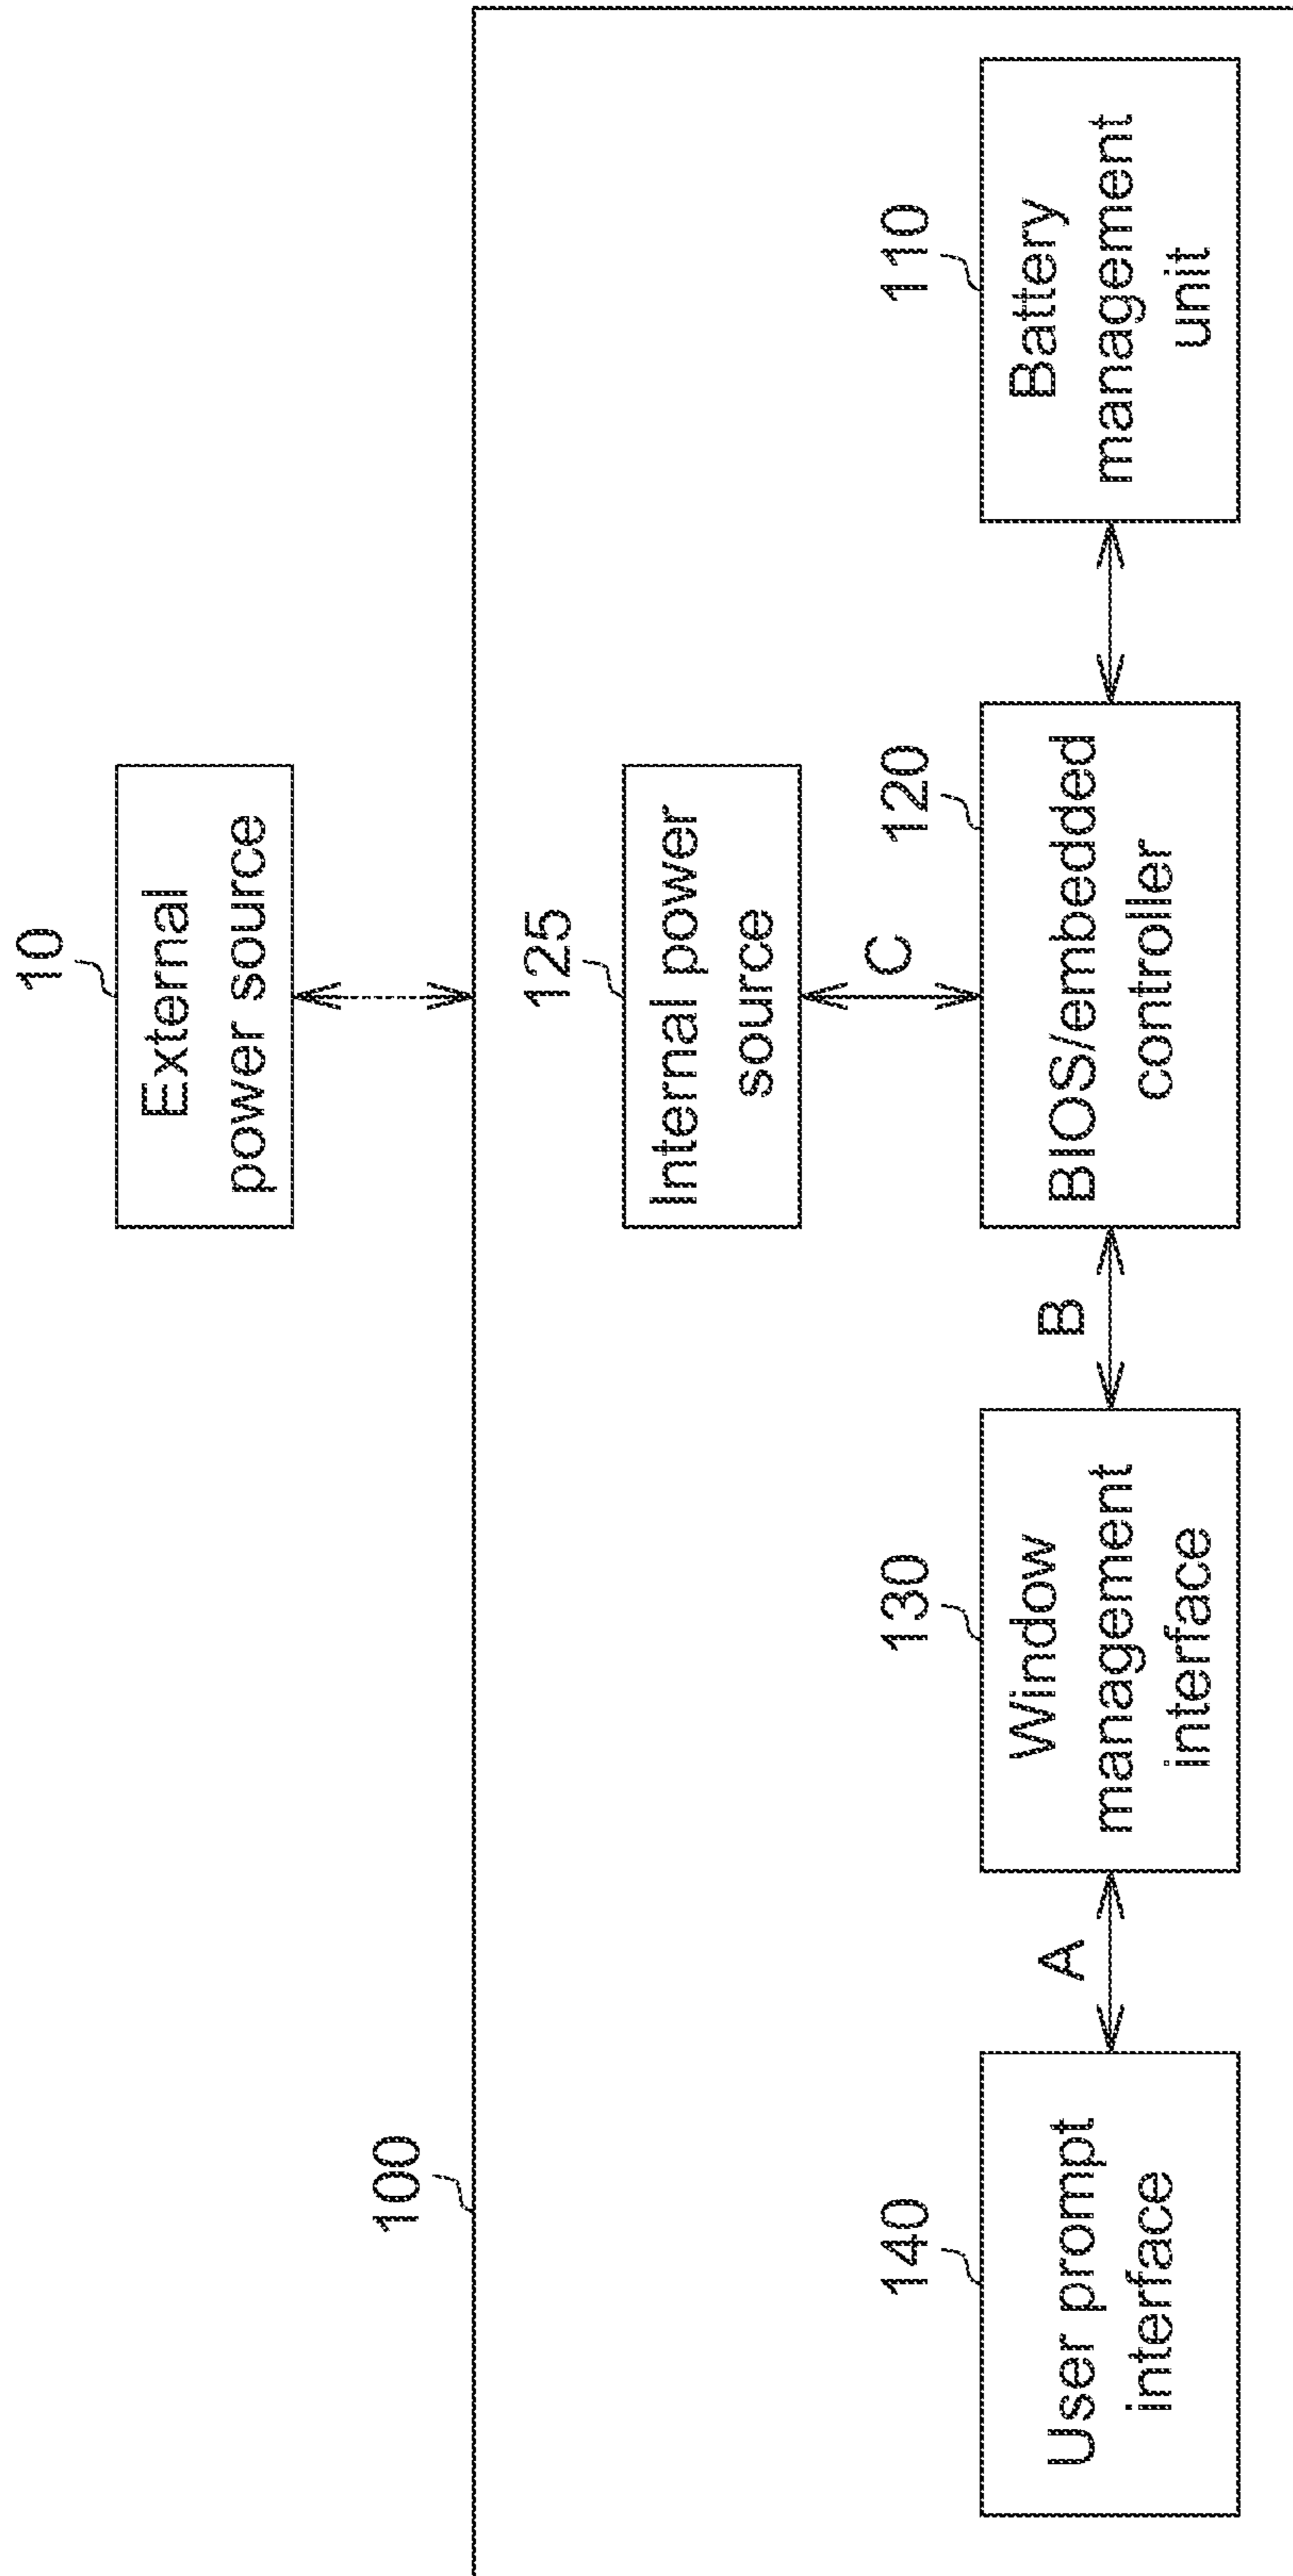 10
External
power source
100
125
Internal power
source
C
140
User prompt
interface
A
130
Window
management
interface
B
120
BIOS/embedded
controller
110
Battery
management
unit